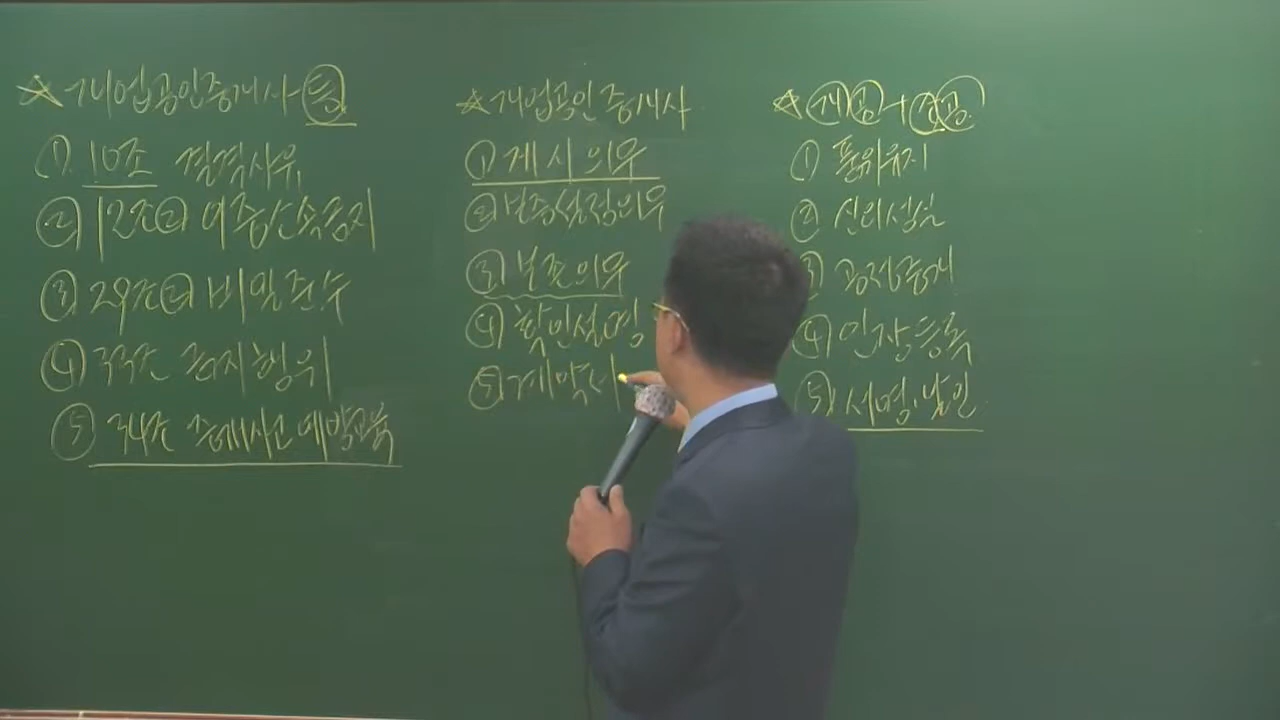 ☆ 개업공인중개사 등
① 10조 결격사유
② 12조② 이중소속금지
③ 29조② 비밀준수
④ 33조 금지행위
⑤ 34조 중개사고 예방교육
☆ 개업공인중개사
① 게시의무
② 보증설정의무
③ 보존의무
④ 확인설명
⑤ 계약
☆ 개공+소공
① 품위유지
② 신의성실
③ 공정중개
④ 인장등록
⑤ 서명, 날인